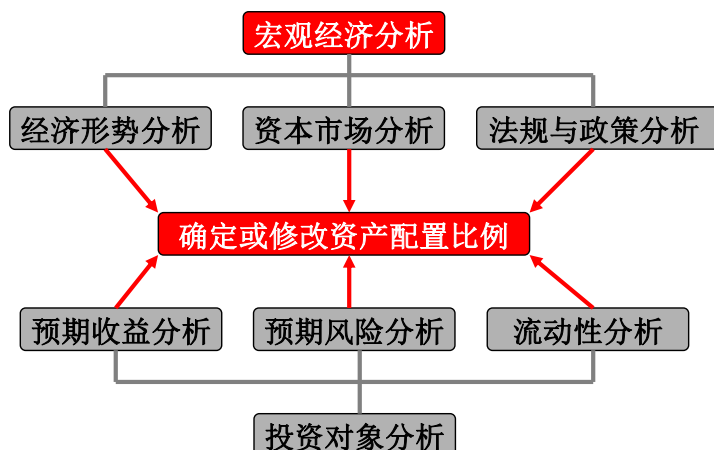 宏观经济分析
经济形势分析
资本市场分析
法规与政策分析
确定或修改资产配置比例
预期收益分析
预期风险分析
流动性分析
投资对象分析